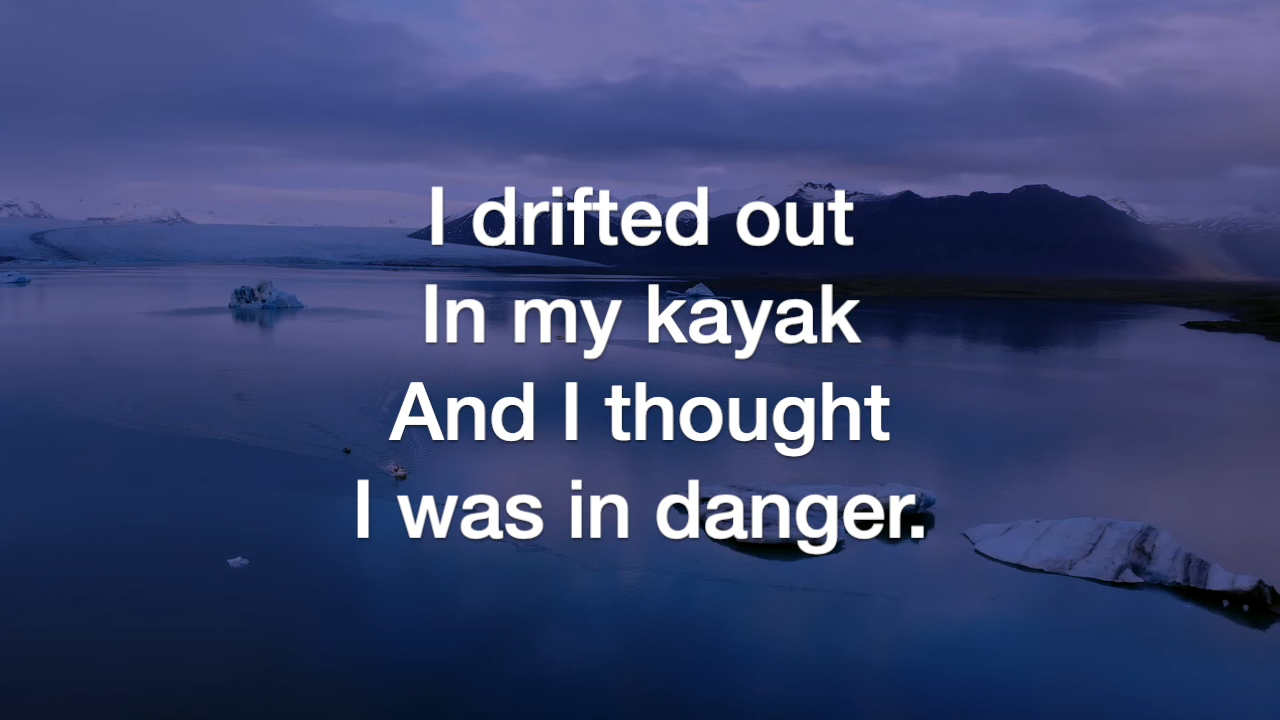 I drifted out
In my kayak
And I thought
I was in danger.